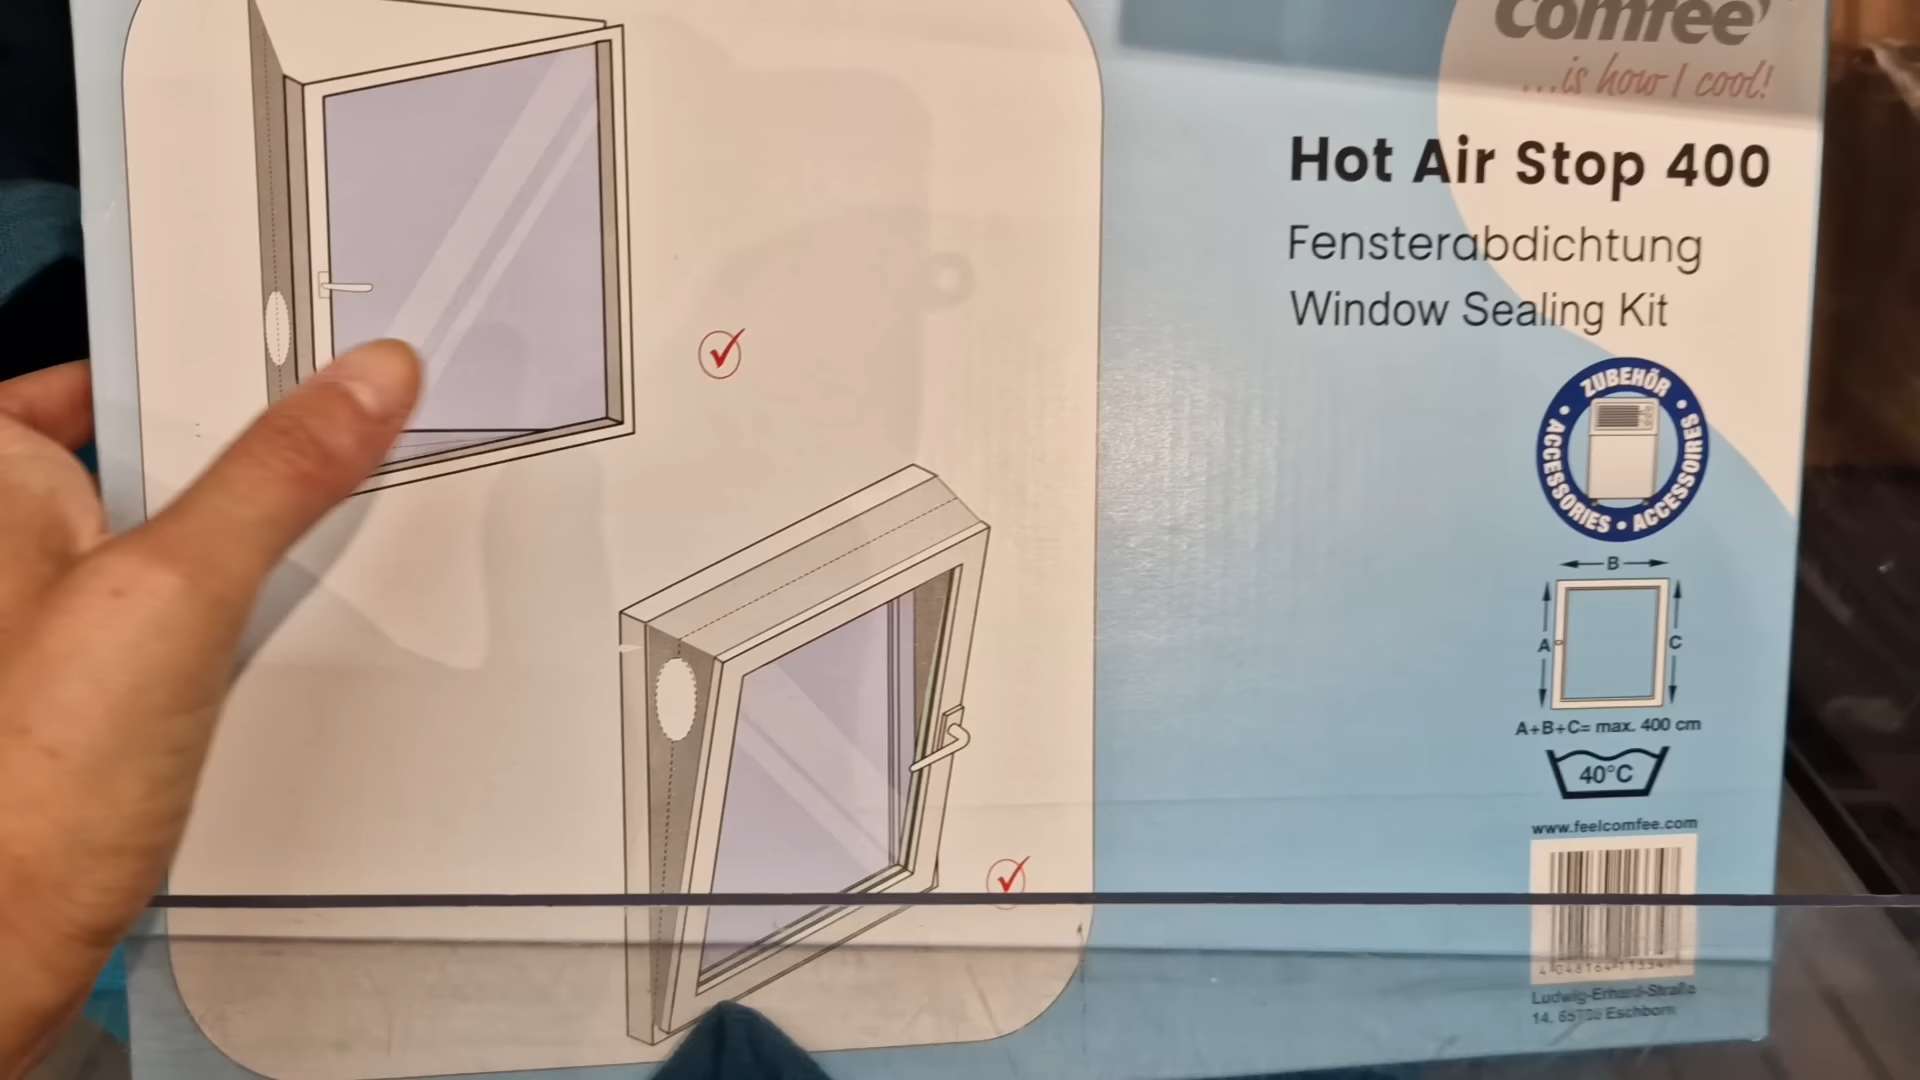 comfee'
...is how I cool!
Hot Air Stop 400
Fensterabdichtung
Window Sealing Kit
ZUBEHÖR • ACCESSOIRES • ACCESSORIES •
B
A
C
A+B+C= max. 400 cm
40°C
www.feelcomfee.com
Ludwig-Erhard-Straße
14, Eschborn